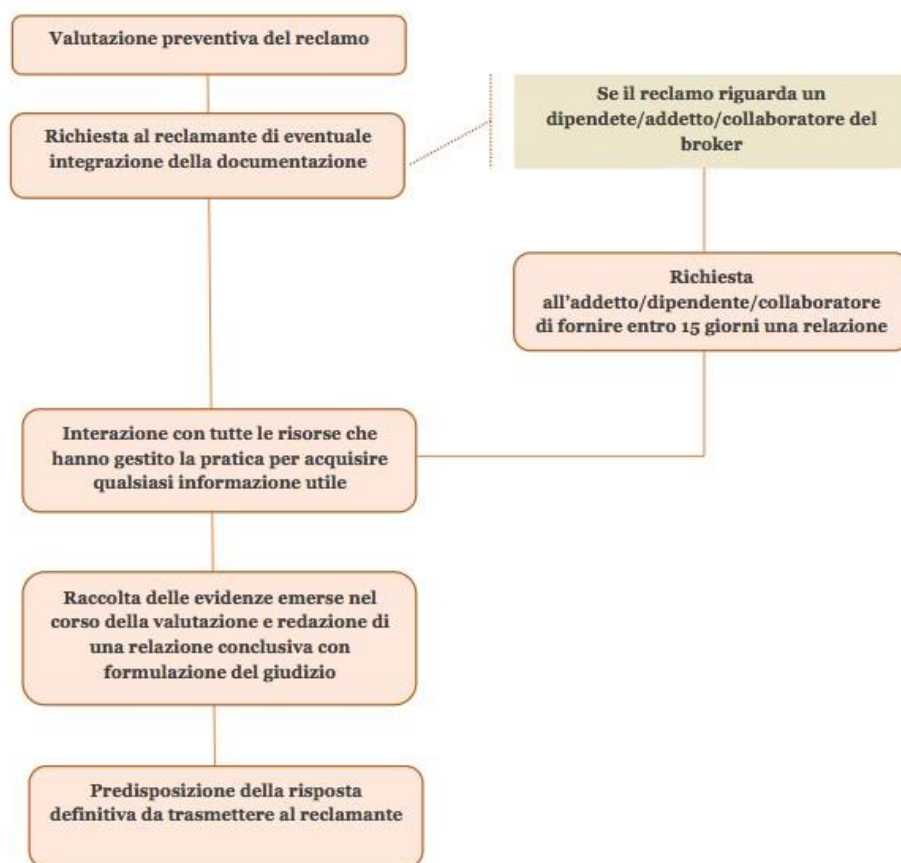 Valutazione preventiva del reclamo
Richiesta al reclamante di eventuale
integrazione della documentazione
Se il reclamo riguarda un
dipendete/addetto/collaboratore del
broker
Richiesta
all'addetto/dipendente/collaboratore
di fornire entro 15 giorni una relazione
Interazione con tutte le risorse che
hanno gestito la pratica per acquisire
qualsiasi informazione utile
Raccolta delle evidenze emerse nel
corso della valutazione e redazione di
una relazione conclusiva con
formulazione del giudizio
Predisposizione della risposta
definitiva da trasmettere al reclamante